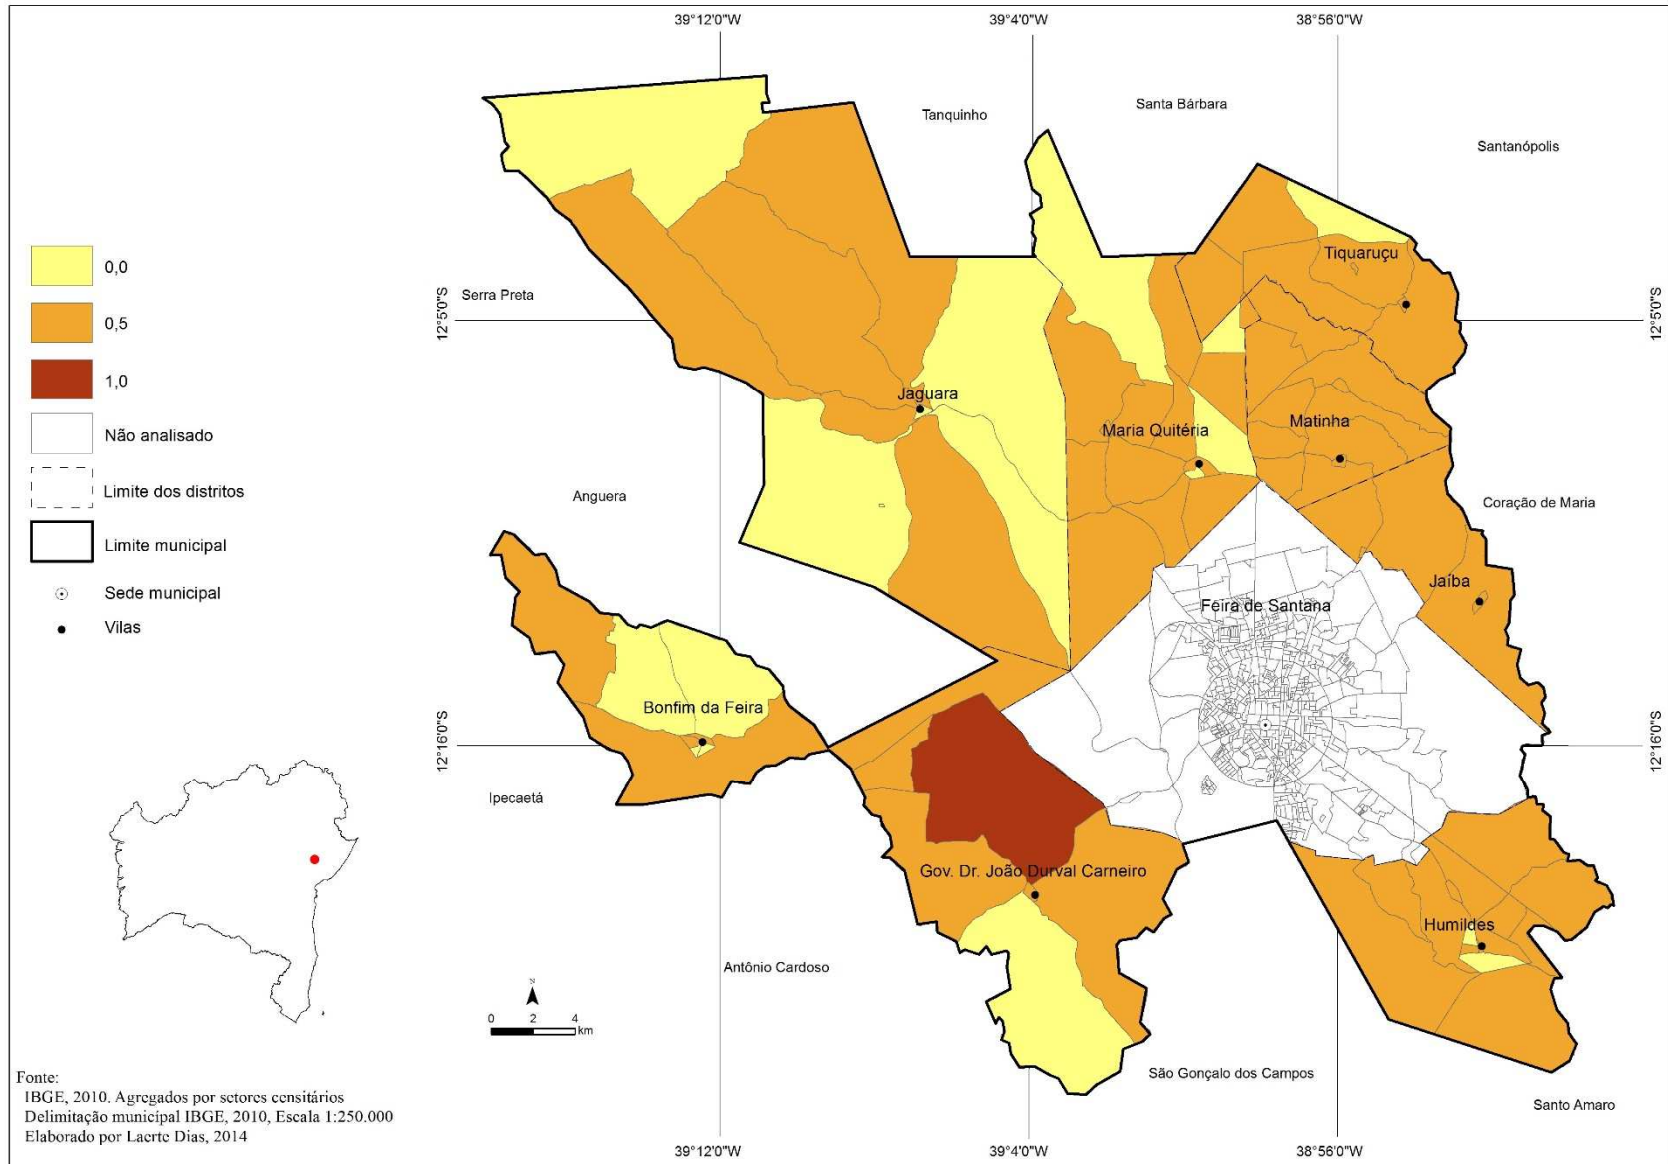 39°12'0"W
39°4'0"W
38°56'0"W
Tanquinho
Santa Bárbara
Santanópolis
0,0
0,5
1,0
Não analisado
Limite dos distritos
Limite municipal
Sede municipal
Vilas
Serra Preta
12°5'0"S
12°5'0"S
Tiquaruçu
Jaguara
Maria Quitéria
Matinha
Anguera
Coração de Maria
Jaíba
Feira de Santana
Bonfim da Feira
12°16'0"S
12°16'0"S
Ipecaetá
Gov. Dr. João Durval Carneiro
Humildes
Antônio Cardoso
N
0 2 4
km
São Gonçalo dos Campos
Santo Amaro
Fonte:
IBGE, 2010. Agregados por setores censitários
Delimitação municipal IBGE, 2010, Escala 1:250.000
Elaborado por Laerte Dias, 2014
39°12'0"W
39°4'0"W
38°56'0"W